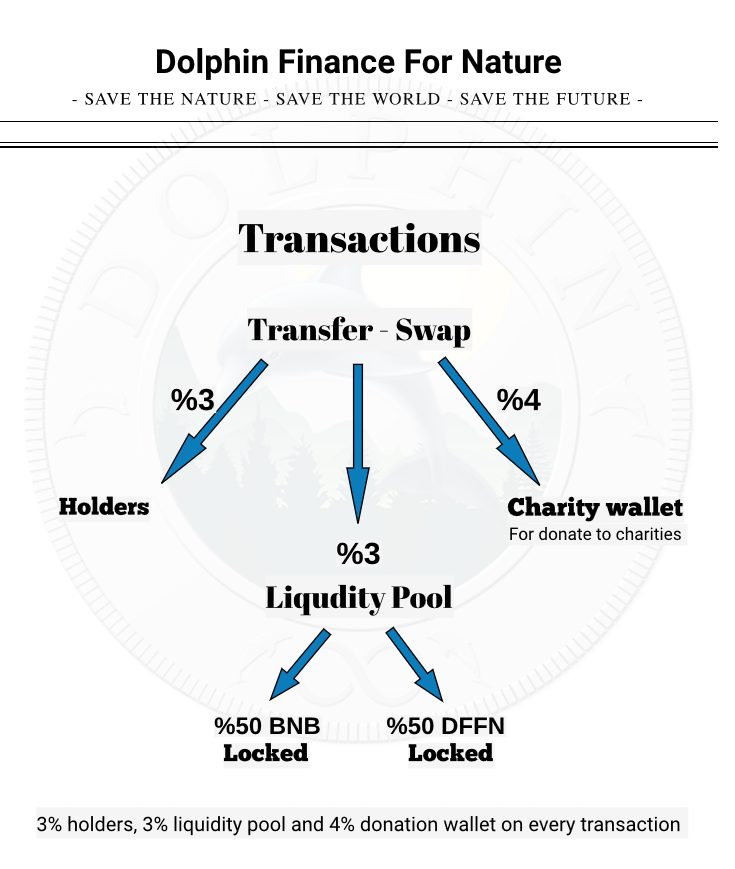 Dolphin Finance For Nature
- SAVE THE NATURE - SAVE THE WORLD - SAVE THE FUTURE -
DOLPHIN
Transactions
Transfer - Swap
%3
%4
Holders
Charity wallet
For donate to charities
%3
Liqudity Pool
%50 BNB
Locked
%50 DFFN
Locked
3% holders, 3% liquidity pool and 4% donation wallet on every transaction